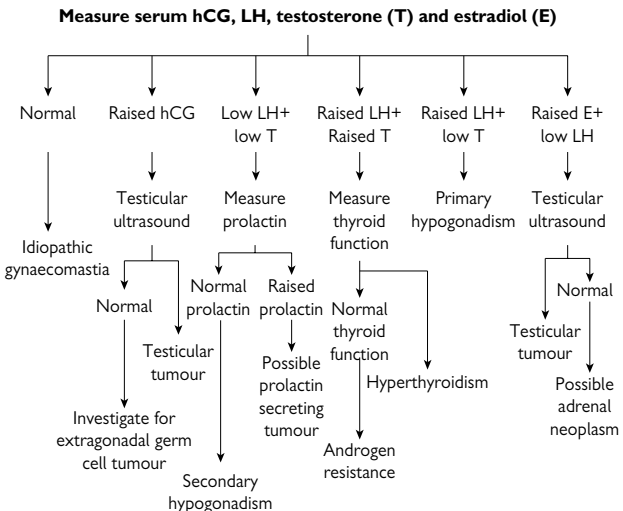 Measure serum hCG, LH, testosterone (T) and estradiol (E)
Normal
Raised hCG
Low LH+
low T
Raised LH+
Raised T
Raised LH+
low T
Raised E+
low LH
Idiopathic
gynaecomastia
Testicular
ultrasound
Measure
prolactin
Measure
thyroid
function
Primary
hypogonadism
Testicular
ultrasound
Normal
Testicular
tumour
Normal
prolactin
Raised
prolactin
Normal
thyroid
function
Hyperthyroidism
Testicular
tumour
Normal
Investigate for
extragonadal germ
cell tumour
Secondary
hypogonadism
Possible
prolactin
secreting
tumour
Androgen
resistance
Possible
adrenal
neoplasm